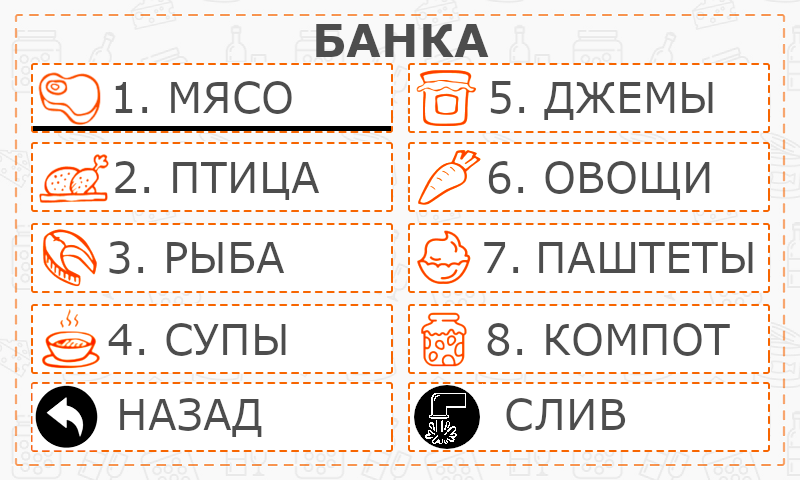 БАНКА
1. МЯСО
2. ПТИЦА
3. РЫБА
4. СУПЫ
НАЗАД
5. ДЖЕМЫ
6. ОВОЩИ
7. ПАШТЕТЫ
8. КОМПОТ
СЛИВ